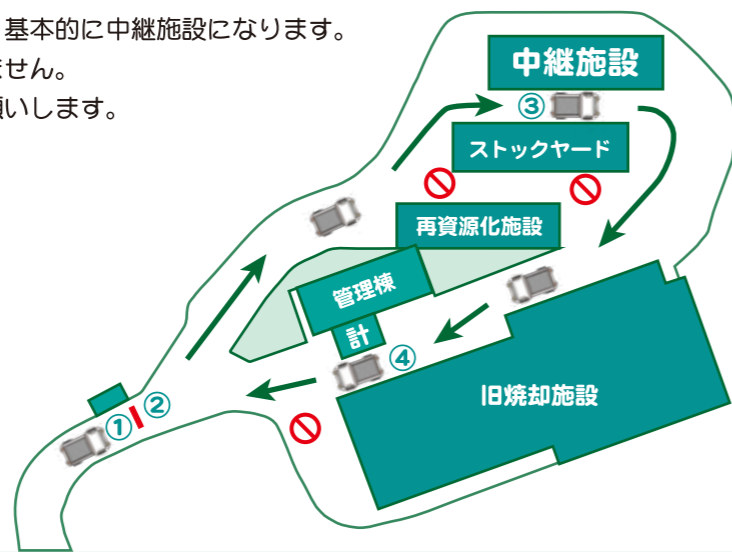 基本的に中継施設になります。
ません。
願いします。
中継施設
③
ストックヤード
再資源化施設
管理棟
計
④
旧焼却施設
①
②